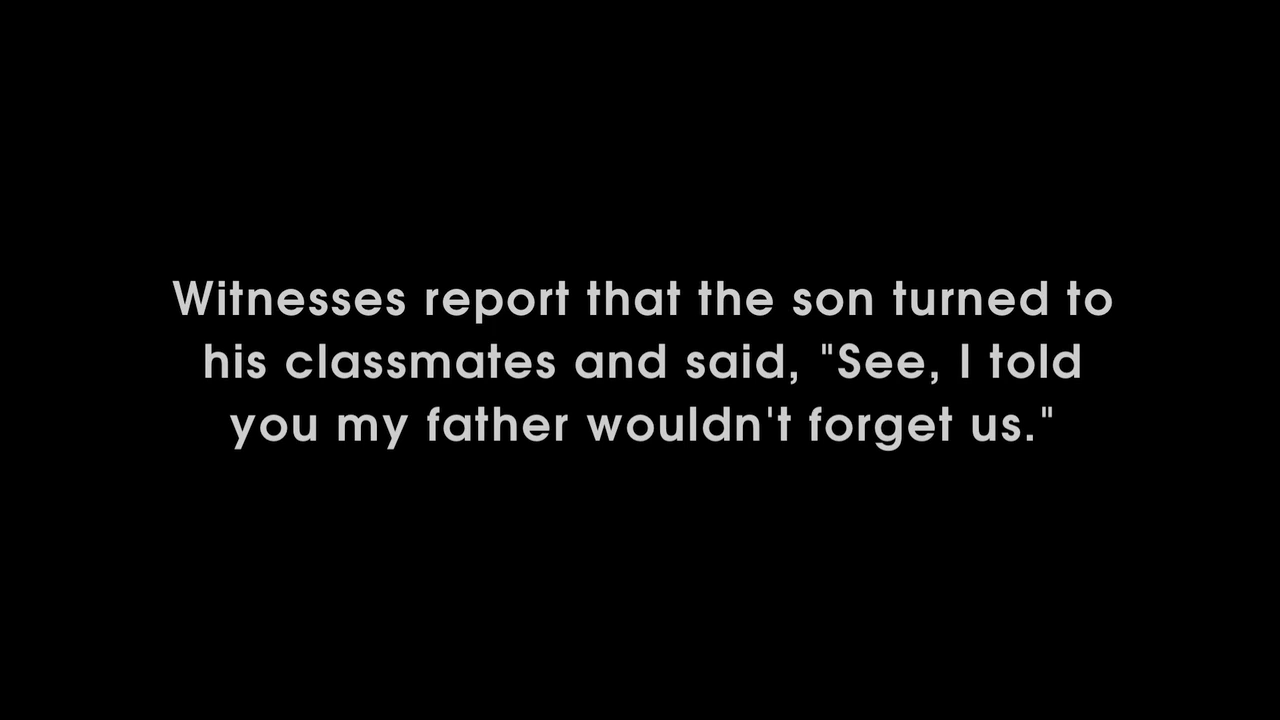 Witnesses report that the son turned to
his classmates and said, "See, I told
you my father wouldn't forget us."